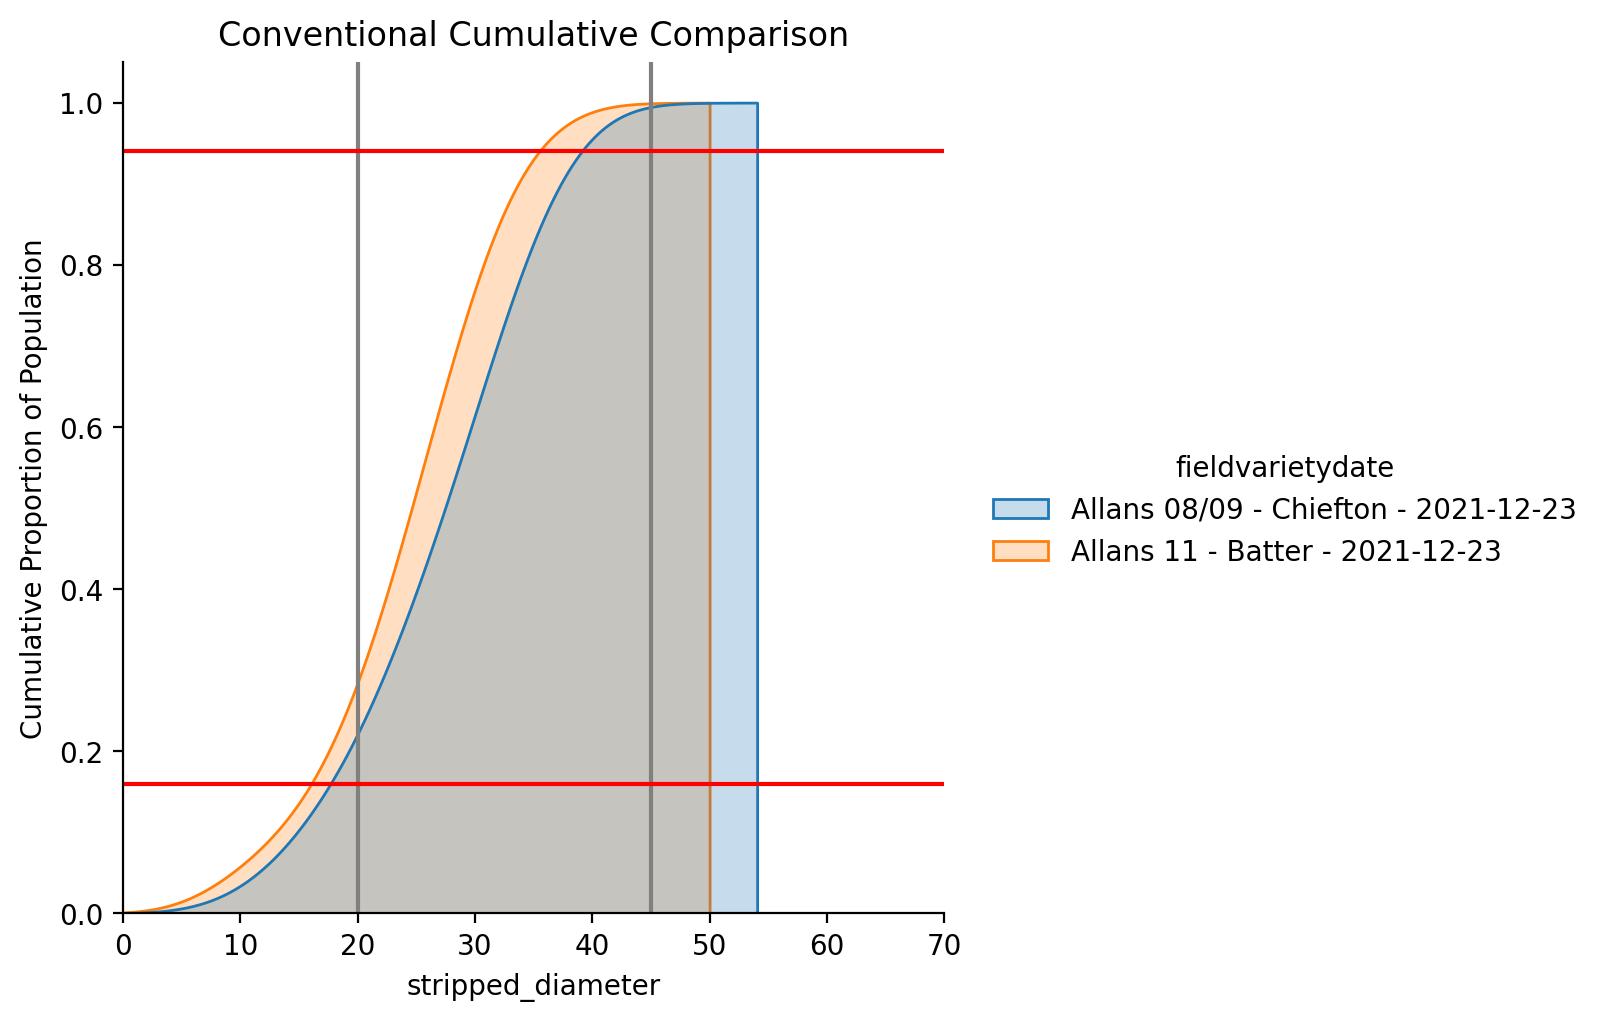 Conventional Cumulative Comparison
1.0
0.8
0.6
0.4
0.2
0.0
Cumulative Proportion of Population
0 10 20 30 40 50 60 70
stripped_diameter
fieldvarietydate
Allans 08/09 - Chiefton - 2021-12-23
Allans 11 - Batter - 2021-12-23